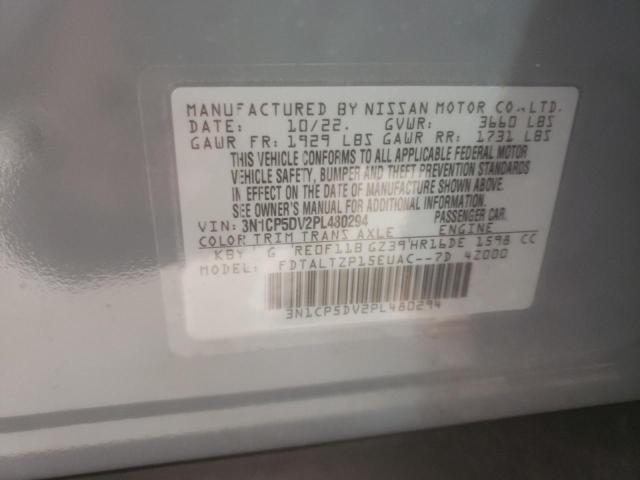 MANUFACTURED BY NISSAN MOTOR CO.,LTD.
DATE: 10/22. GVWR: 3660 LBS
GAWR FR: 1929 LBS GAWR RR: 1731 LBS
THIS VEHICLE CONFORMS TO ALL APPLICABLE FEDERAL MOTOR
VEHICLE SAFETY, BUMPER AND THEFT PREVENTION STANDARDS
IN EFFECT ON THE DATE OF MANUFACTURE SHOWN ABOVE.
SEE OWNER'S MANUAL FOR ADDITIONAL INFORMATION
VIN: 3N1CP5DV2PL480294 PASSENGER CAR.
COLOR TRIM TRANS AXLE ENGINE
KBY G RE0F11B GZ39 HR16DE 1598 CC
MODEL: FDTALTZP15EUAC--7D 42000
3N1CP5DV2PL480294